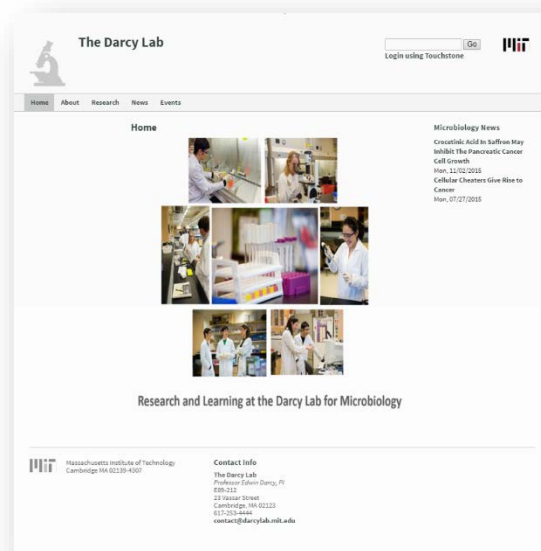 The Darcy Lab
Go
Login using Touchstone
MIT
Home About Research News Events
Home
Microbiology News
Crocetinic Acid In Saffron May
Inhibit The Pancreatic Cancer
Cell Growth
Mon, 11/02/2015
Cellular Cheaters Give Rise to
Cancer
Mon, 07/27/2015
Research and Learning at the Darcy Lab for Microbiology
MIT
Massachusetts Institute of Technology
Cambridge MA 02139-4307
Contact Info
The Darcy Lab
Professor Edwin Darcy, PI
E89-212
23 Vassar Street
Cambridge, MA 02123
617-253-4444
contact@darcylab.mit.edu